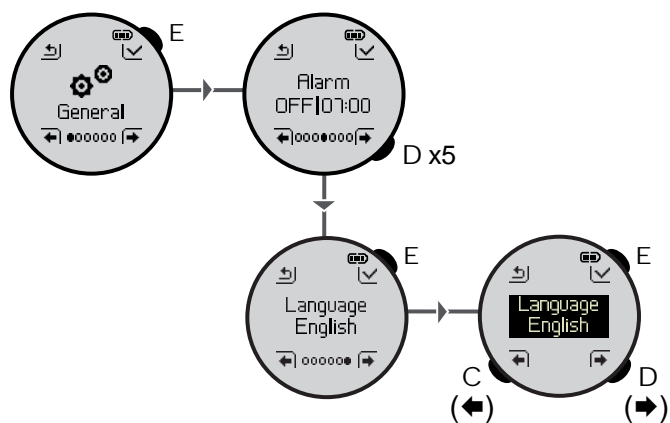 E
General
Alarm
OFF|07:00
D x5
E
Language
English
E
Language
English
C
(←)
D
(→)